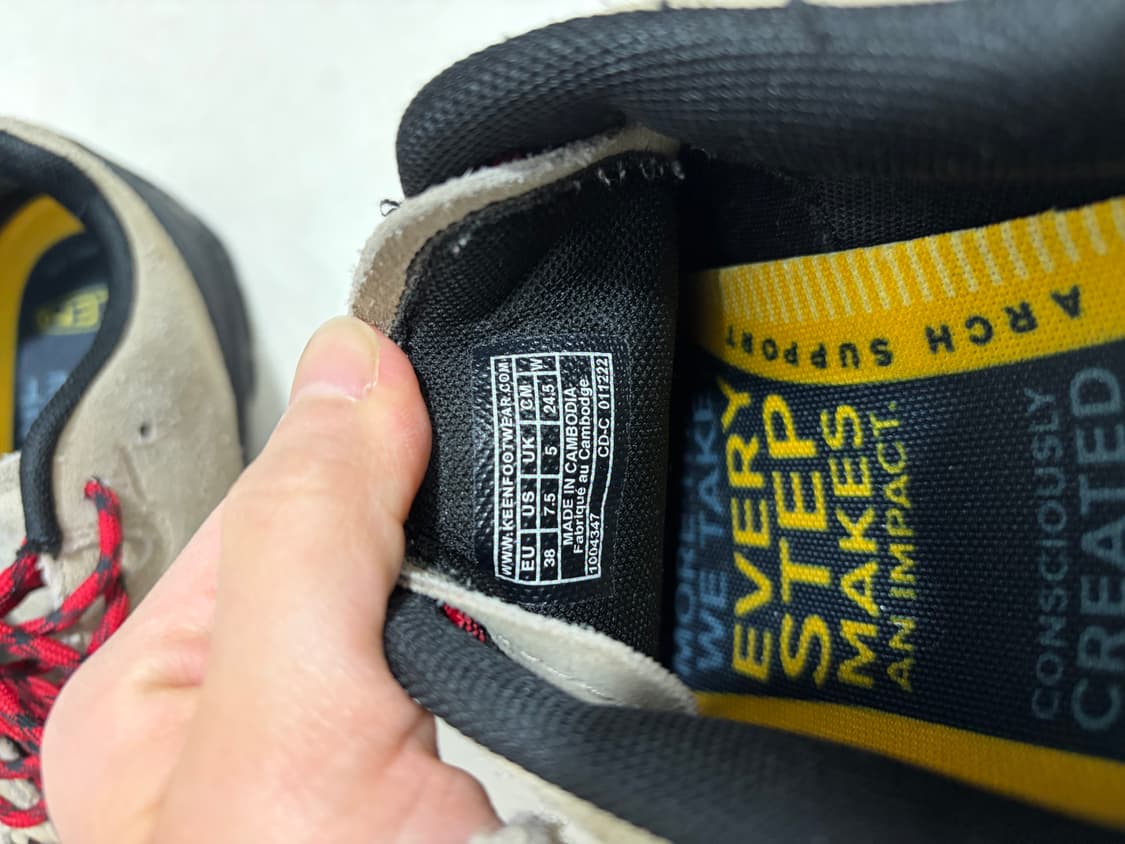 WWW.KEENFOOTWEAR.COM
EU US UK CM W
38 7.5 5 24.5
MADE IN CAMBODIA
Fabriqué au Cambodge
1004347 CD-C 011222
ARCH SUPPORT
WE TAKE
EVERY
STEP
MAKES
AN IMPACT.
CONSCIOUSLY
CREATED
KEEN